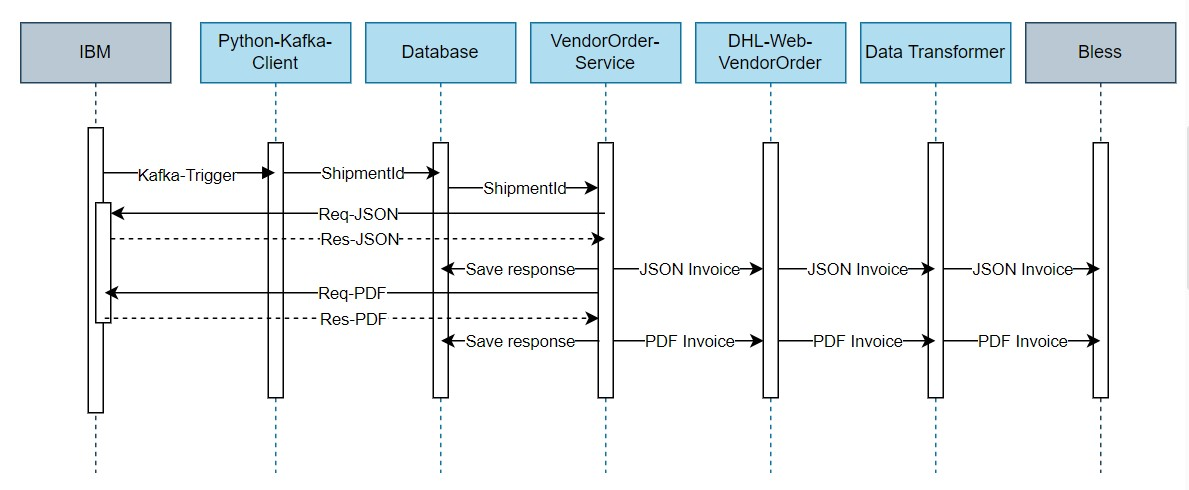 IBM
Python-Kafka-
Client
Database
VendorOrder-
Service
DHL-Web-
VendorOrder
Data Transformer
Bless
Kafka-Trigger
ShipmentId
ShipmentId
Req-JSON
Res-JSON
Save response
JSON Invoice
JSON Invoice
JSON Invoice
Req-PDF
Res-PDF
Save response
PDF Invoice
PDF Invoice
PDF Invoice